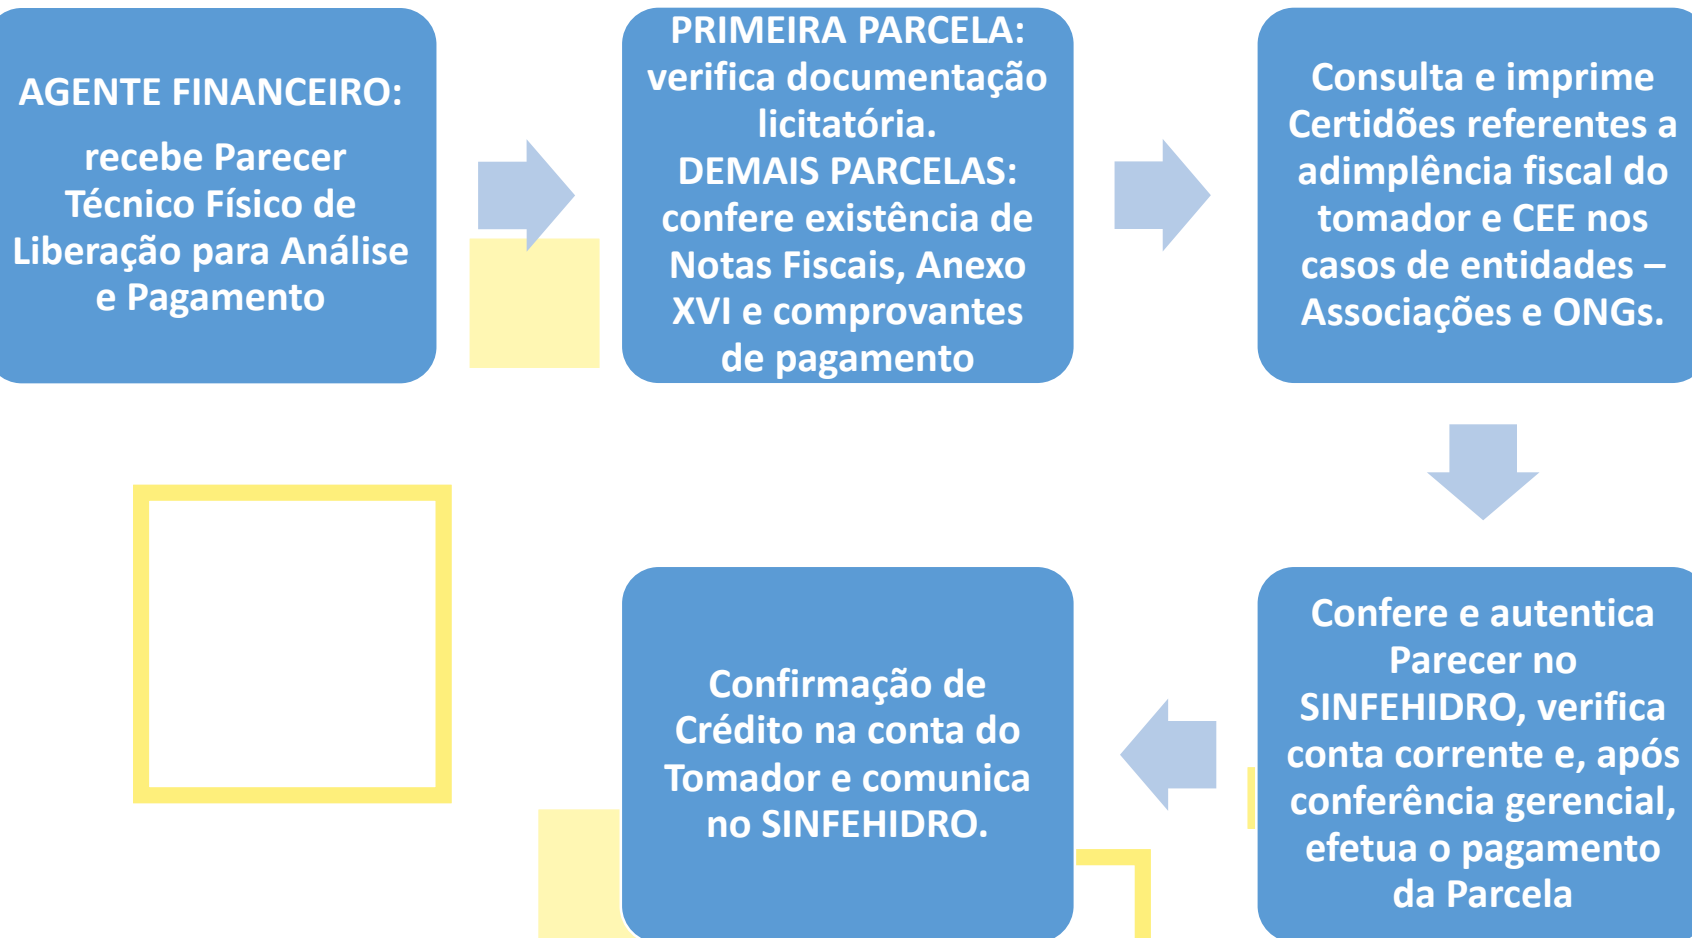 AGENTE FINANCEIRO:
recebe Parecer
Técnico Físico de
Liberação para Análise
e Pagamento
PRIMEIRA PARCELA:
verifica documentação
licitatória.
DEMAIS PARCELAS:
confere existência de
Notas Fiscais, Anexo
XVI e comprovantes
de pagamento
Consulta e imprime
Certidões referentes a
adimplência fiscal do
tomador e CEE nos
casos de entidades –
Associações e ONGs.
Confere e autentica
Parecer no
SINFEHIDRO, verifica
conta corrente e, após
conferência gerencial,
efetua o pagamento
da Parcela
Confirmação de
Crédito na conta do
Tomador e comunica
no SINFEHIDRO.